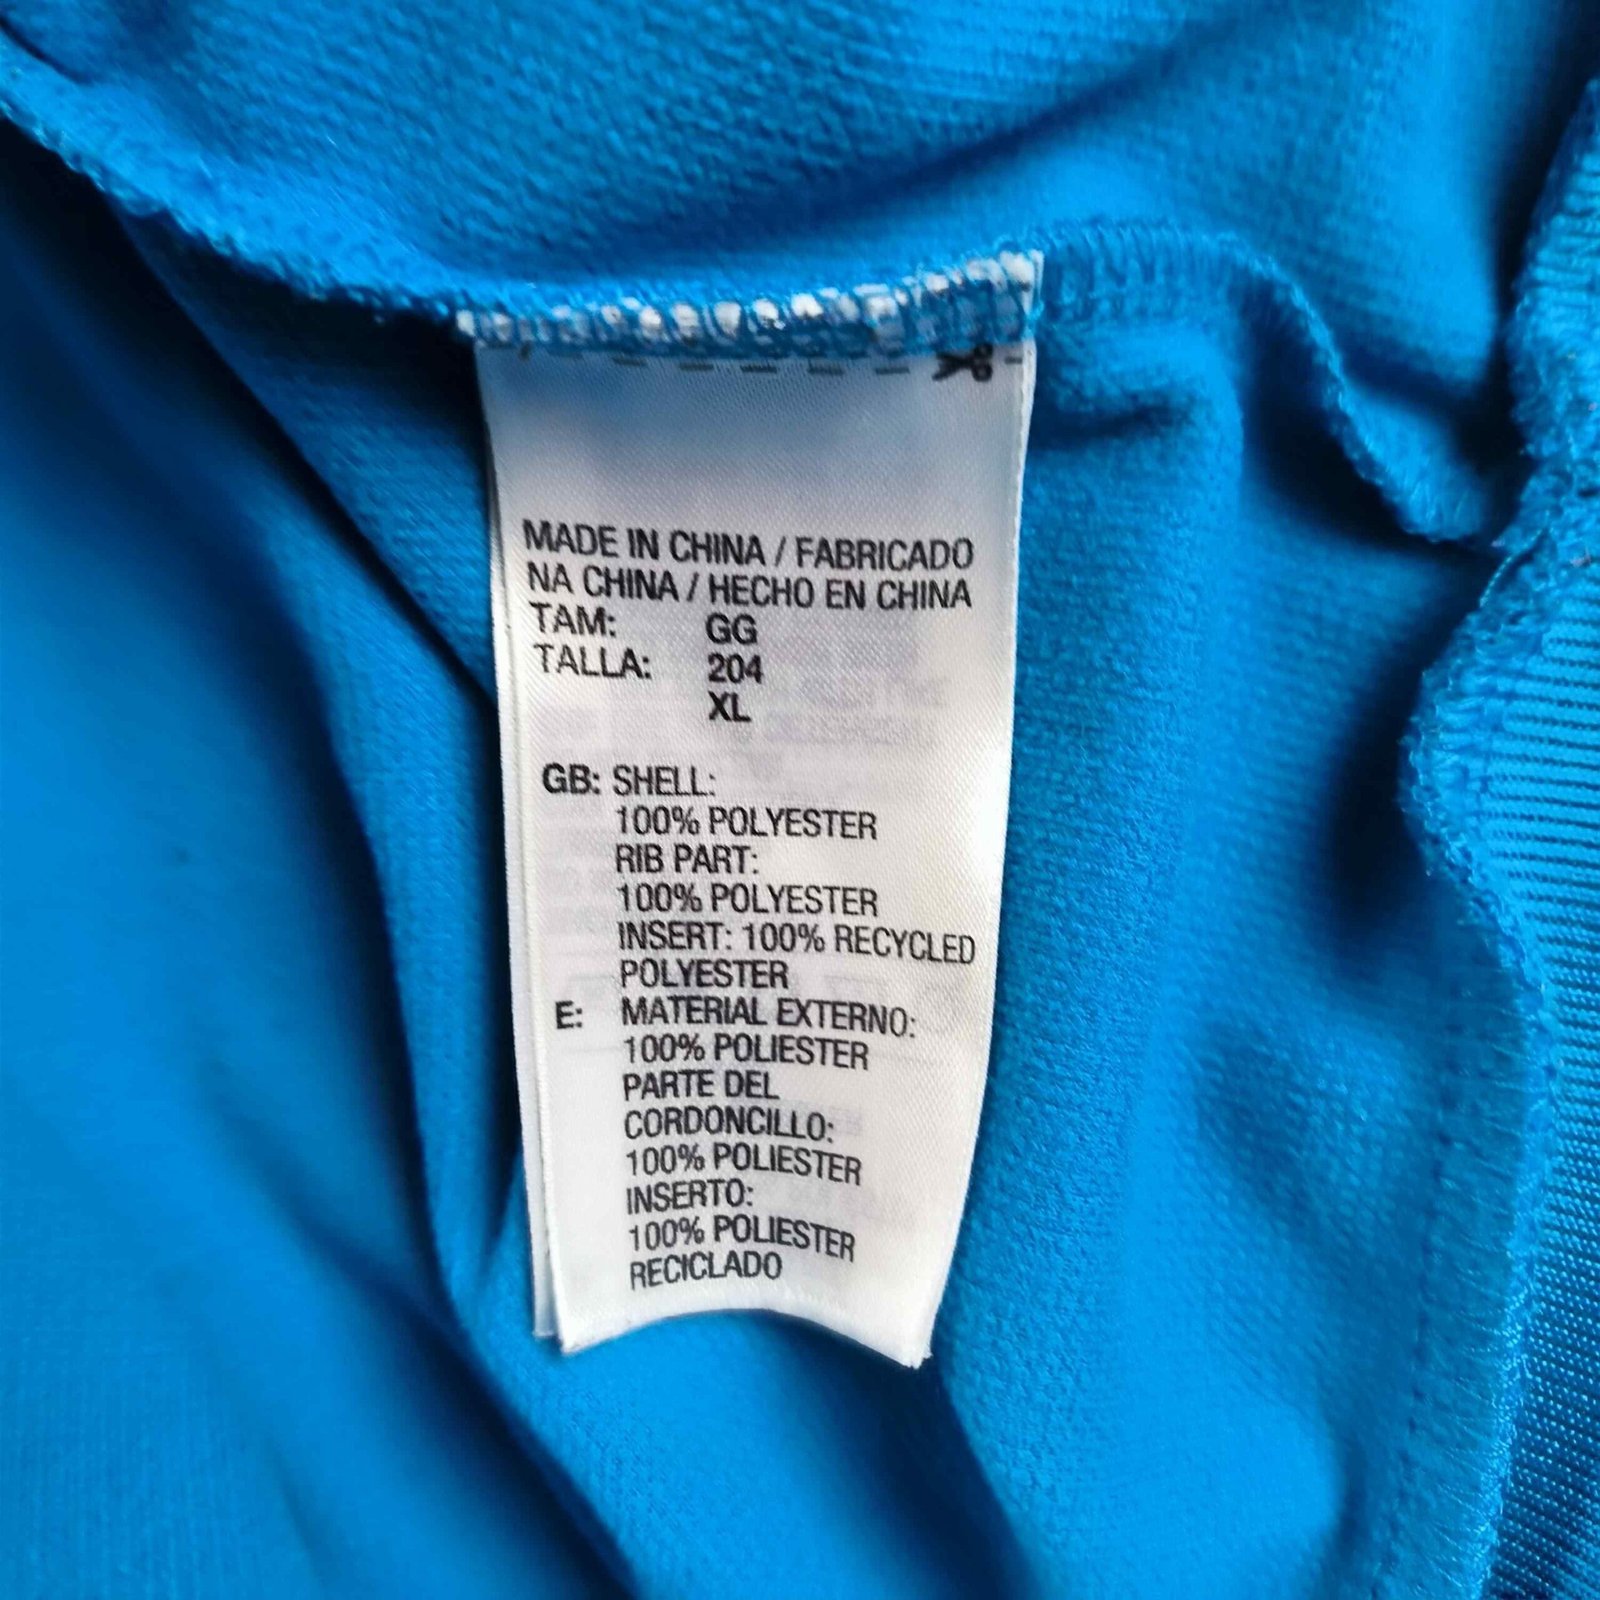 MADE IN CHINA / FABRICADO
NA CHINA / HECHO EN CHINA
TAM: GG
TALLA: 204
XL
GB: SHELL:
100% POLYESTER
RIB PART:
100% POLYESTER
INSERT: 100% RECYCLED
POLYESTER
E: MATERIAL EXTERNO:
100% POLIESTER
PARTE DEL
CORDONCILLO:
100% POLIESTER
INSERTO:
100% POLIESTER
RECICLADO